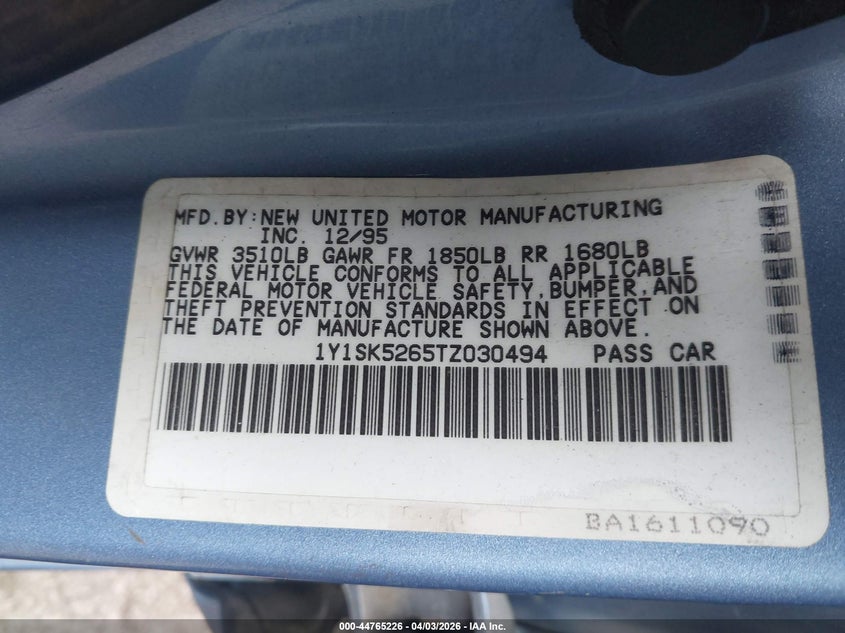 MFD.BY:NEW UNITED MOTOR MANUFACTURING
INC. 12/95
GVWR 3510LB GAWR FR 1850LB RR 1680LB
THIS VEHICLE CONFORMS TO ALL APPLICABLE
FEDERAL MOTOR VEHICLE SAFETY,BUMPER,AND
THEFT PREVENTION STANDARDS IN EFFECT ON
THE DATE OF MANUFACTURE SHOWN ABOVE.
1Y1SK5265TZ030494 PASS CAR
BA1611090
000-44765226 - 04/03/2026 - IAA Inc.